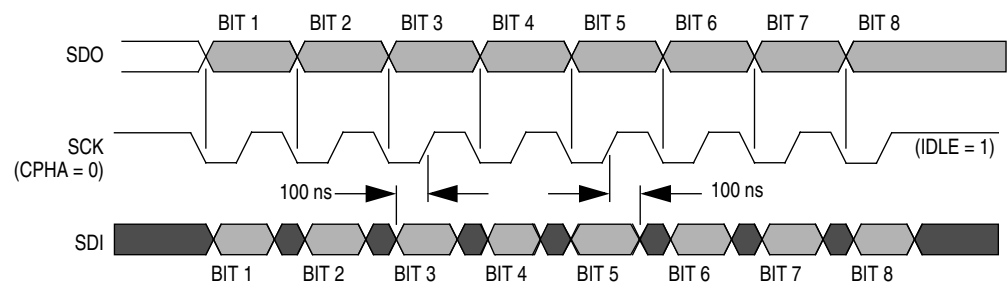 BIT 1 BIT 2 BIT 3 BIT 4 BIT 5 BIT 6 BIT 7 BIT 8
SDO
SCK
(CPHA = 0)
(IDLE = 1)
100 ns
100 ns
SDI
BIT 1 BIT 2 BIT 3 BIT 4 BIT 5 BIT 6 BIT 7 BIT 8